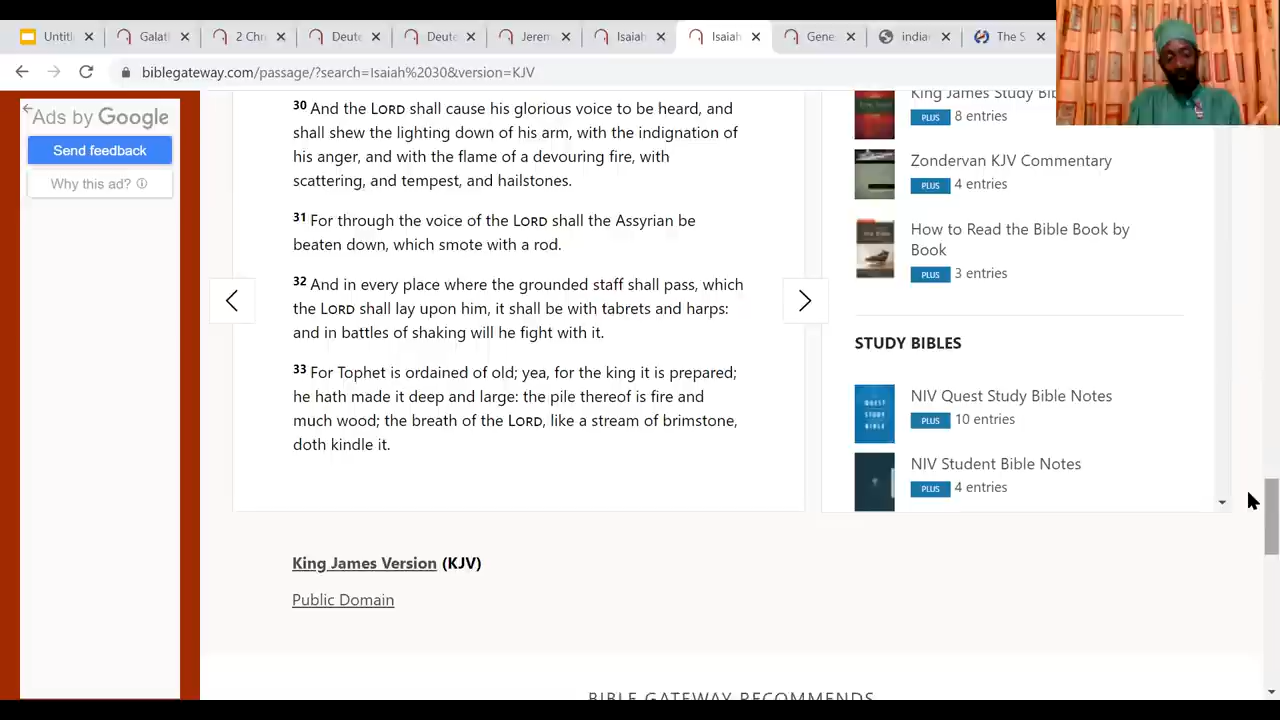 Untitl
Galat
2 Chr
Deute
Deute
Jerem
Isaiah
Isaiah
Gene
india
The S
biblegateway.com/passage/?search=Isaiah%2030&version=KJV
Ads by Google
Send feedback
Why this ad?
30 And the LORD shall cause his glorious voice to be heard, and
shall shew the lighting down of his arm, with the indignation of
his anger, and with the flame of a devouring fire, with
scattering, and tempest, and hailstones.
31 For through the voice of the LORD shall the Assyrian be
beaten down, which smote with a rod.
32 And in every place where the grounded staff shall pass, which
the LORD shall lay upon him, it shall be with tabrets and harps:
and in battles of shaking will he fight with it.
33 For Tophet is ordained of old; yea, for the king it is prepared;
he hath made it deep and large: the pile thereof is fire and
much wood; the breath of the LORD, like a stream of brimstone,
doth kindle it.
King James Version (KJV)
Public Domain
King James Study Bib
PLUS 8 entries
Zondervan KJV Commentary
PLUS 4 entries
How to Read the Bible Book by
Book
PLUS 3 entries
STUDY BIBLES
QUEST
STUDY
BIBLE
NIV Quest Study Bible Notes
PLUS 10 entries
NIV Student Bible Notes
PLUS 4 entries
BIBLE GATEWAY RECOMMENDS